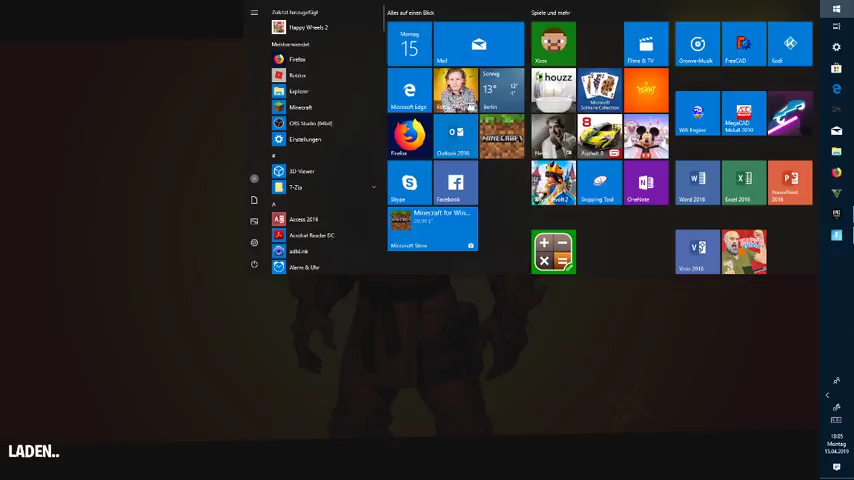 Zuletzt hinzugefügt
Happy Wheels 2
Meistverwendet
Firefox
Roblox
Explorer
Minecraft
OBS Studio (64bit)
Einstellungen
#
3D-Viewer
7-Zip
A
Access 2016
Acrobat Reader DC
adbLink
Alarm & Uhr
Alles auf einen Blick
Montag
15
Mail
Microsoft Edge
Sonnig
13°
Berlin
Firefox
Outlook 2016
MINECRAFT
Skype
Facebook
Minecraft for Win...
Microsoft Store
Spiele und mehr
Xbox
Filme & TV
houzz
Microsoft
Solitaire Collection
Asphalt 8
Snipping Tool
OneNote
Groove-Musik
FreeCAD
Kodi
MegaCAD
Word 2016
Excel 2016
PowerPoint
2016
Visio 2016
LADEN..
18:05
Montag
15.04.2019